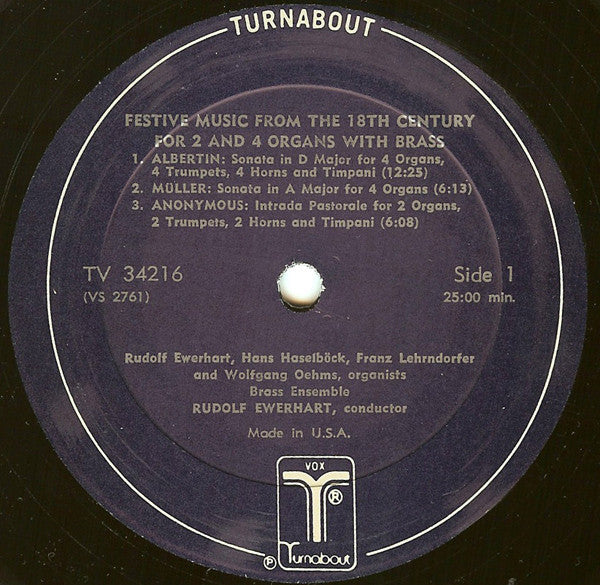 TURNABOUT
FESTIVE MUSIC FROM THE 18TH CENTURY
FOR 2 AND 4 ORGANS WITH BRASS
1. ALBERTIN: Sonata in D Major for 4 Organs,
4 Trumpets, 4 Horns and Timpani (12:25)
2. MÜLLER: Sonata in A Major for 4 Organs (6:13)
3. ANONYMOUS: Intrada Pastorale for 2 Organs,
2 Trumpets, 2 Horns and Timpani (6:08)
TV 34216
(VS 2761)
Side 1
25:00 min.
Rudolf Ewerhart, Hans Haselböck, Franz Lehrndorfer
and Wolfgang Oehms, organists
Brass Ensemble
RUDOLF EWERHART, conductor
Made in U.S.A.
VOX
T ®
℗ Turnabout